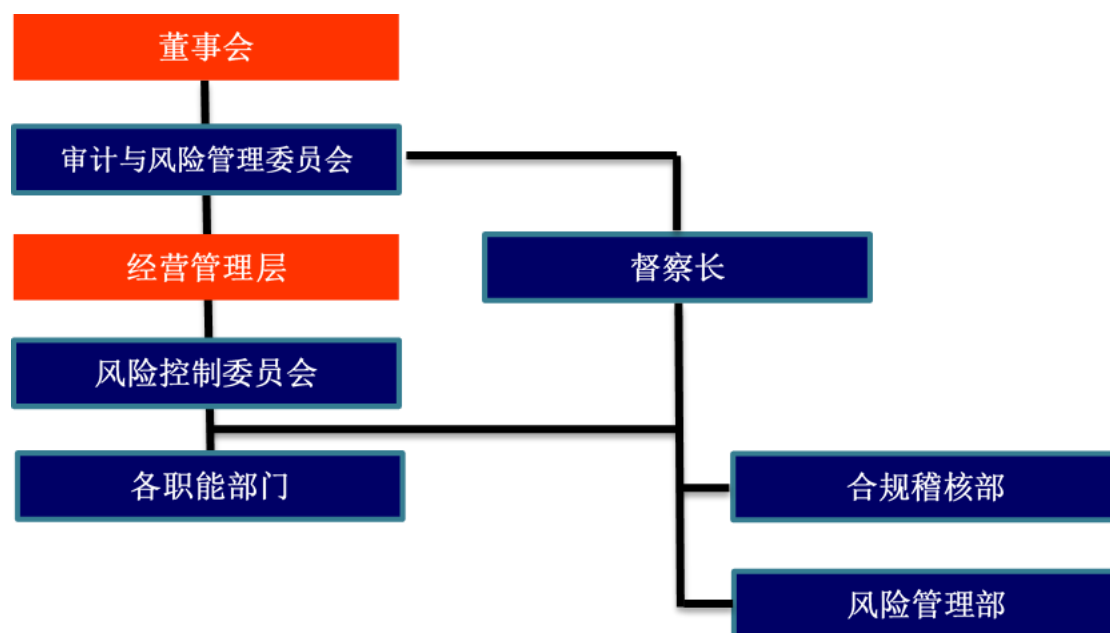 董事会
审计与风险管理委员会
经营管理层
督察长
风险控制委员会
各职能部门
合规稽核部
风险管理部